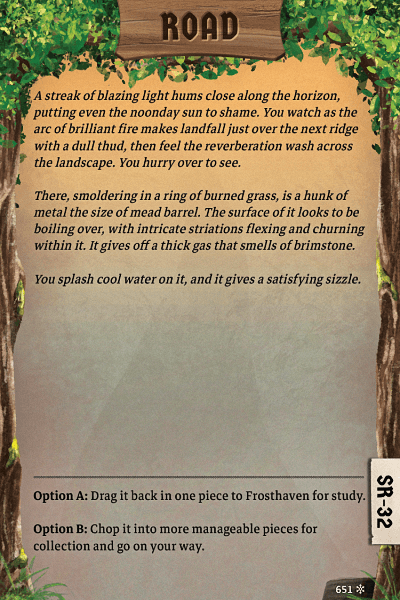 ROAD
A streak of blazing light hums close along the horizon,
putting even the noonday sun to shame. You watch as the
arc of brilliant fire makes landfall just over the next ridge
with a dull thud, then feel the reverberation wash across
the landscape. You hurry over to see.
There, smoldering in a ring of burned grass, is a hunk of
metal the size of mead barrel. The surface of it looks to be
boiling over, with intricate striations flexing and churning
within it. It gives off a thick gas that smells of brimstone.
You splash cool water on it, and it gives a satisfying sizzle.
Option A: Drag it back in one piece to Frosthaven for study.
Option B: Chop it into more manageable pieces for
collection and go on your way.
SR-32
651